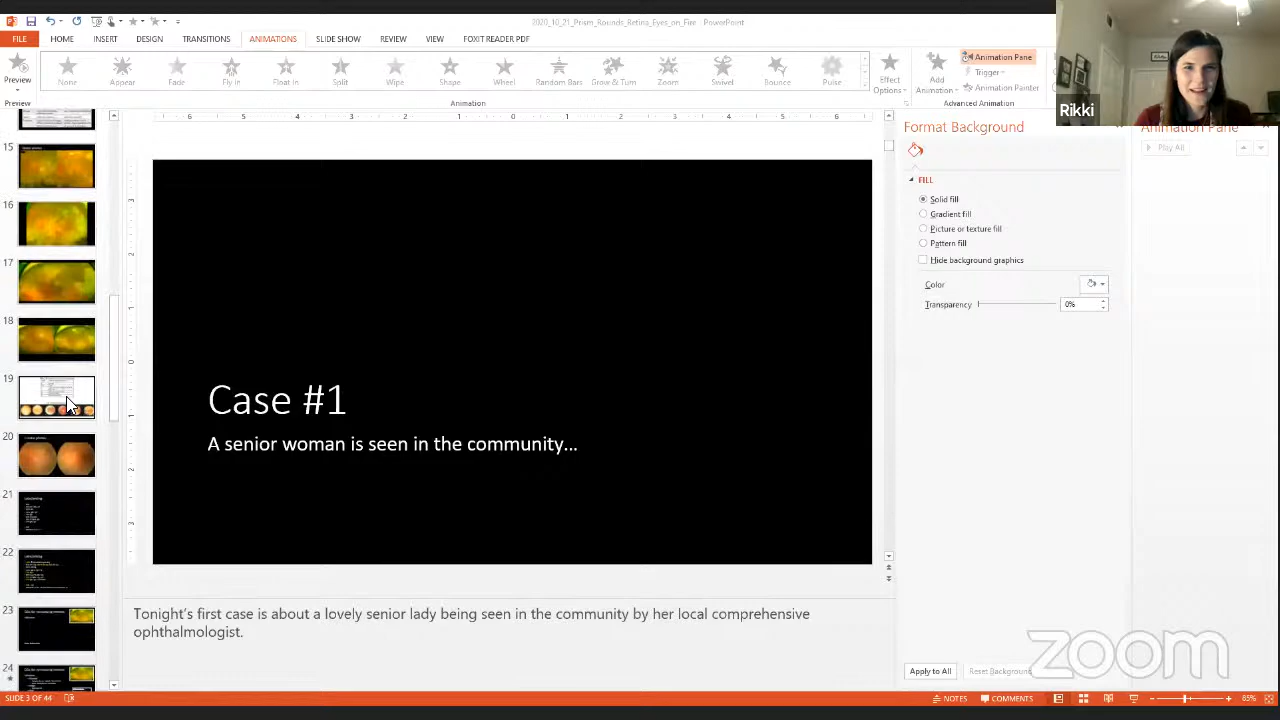 2020_10_21_Prism_Rounds_Retina_Eyes_on_Fire - PowerPoint
FILE
HOME
INSERT
DESIGN
TRANSITIONS
ANIMATIONS
SLIDE SHOW
REVIEW
VIEW
FOXIT READER PDF
Preview
None
Appear
Fade
Fly In
Float In
Split
Wipe
Shape
Wheel
Random Bars
Grow & Turn
Zoom
Swivel
Bounce
Pulse
Effect Options
Add Animation
Animation Pane
Trigger
Animation Painter
Preview
Animation
Advanced Animation
Rikki
Format Background
Animation Pane
Play All
FILL
Solid fill
Gradient fill
Picture or texture fill
Pattern fill
Hide background graphics
Color
Transparency
0%
15
16
17
18
19
20
21
22
23
24
Case #1
A senior woman is seen in the community...
Tonight's first case is about a lovely senior lady being seen in the community by her local comprehensive
ophthalmologist.
Apply to All
Reset Background
zoom
SLIDE 3 OF 44
NOTES
COMMENTS
85%